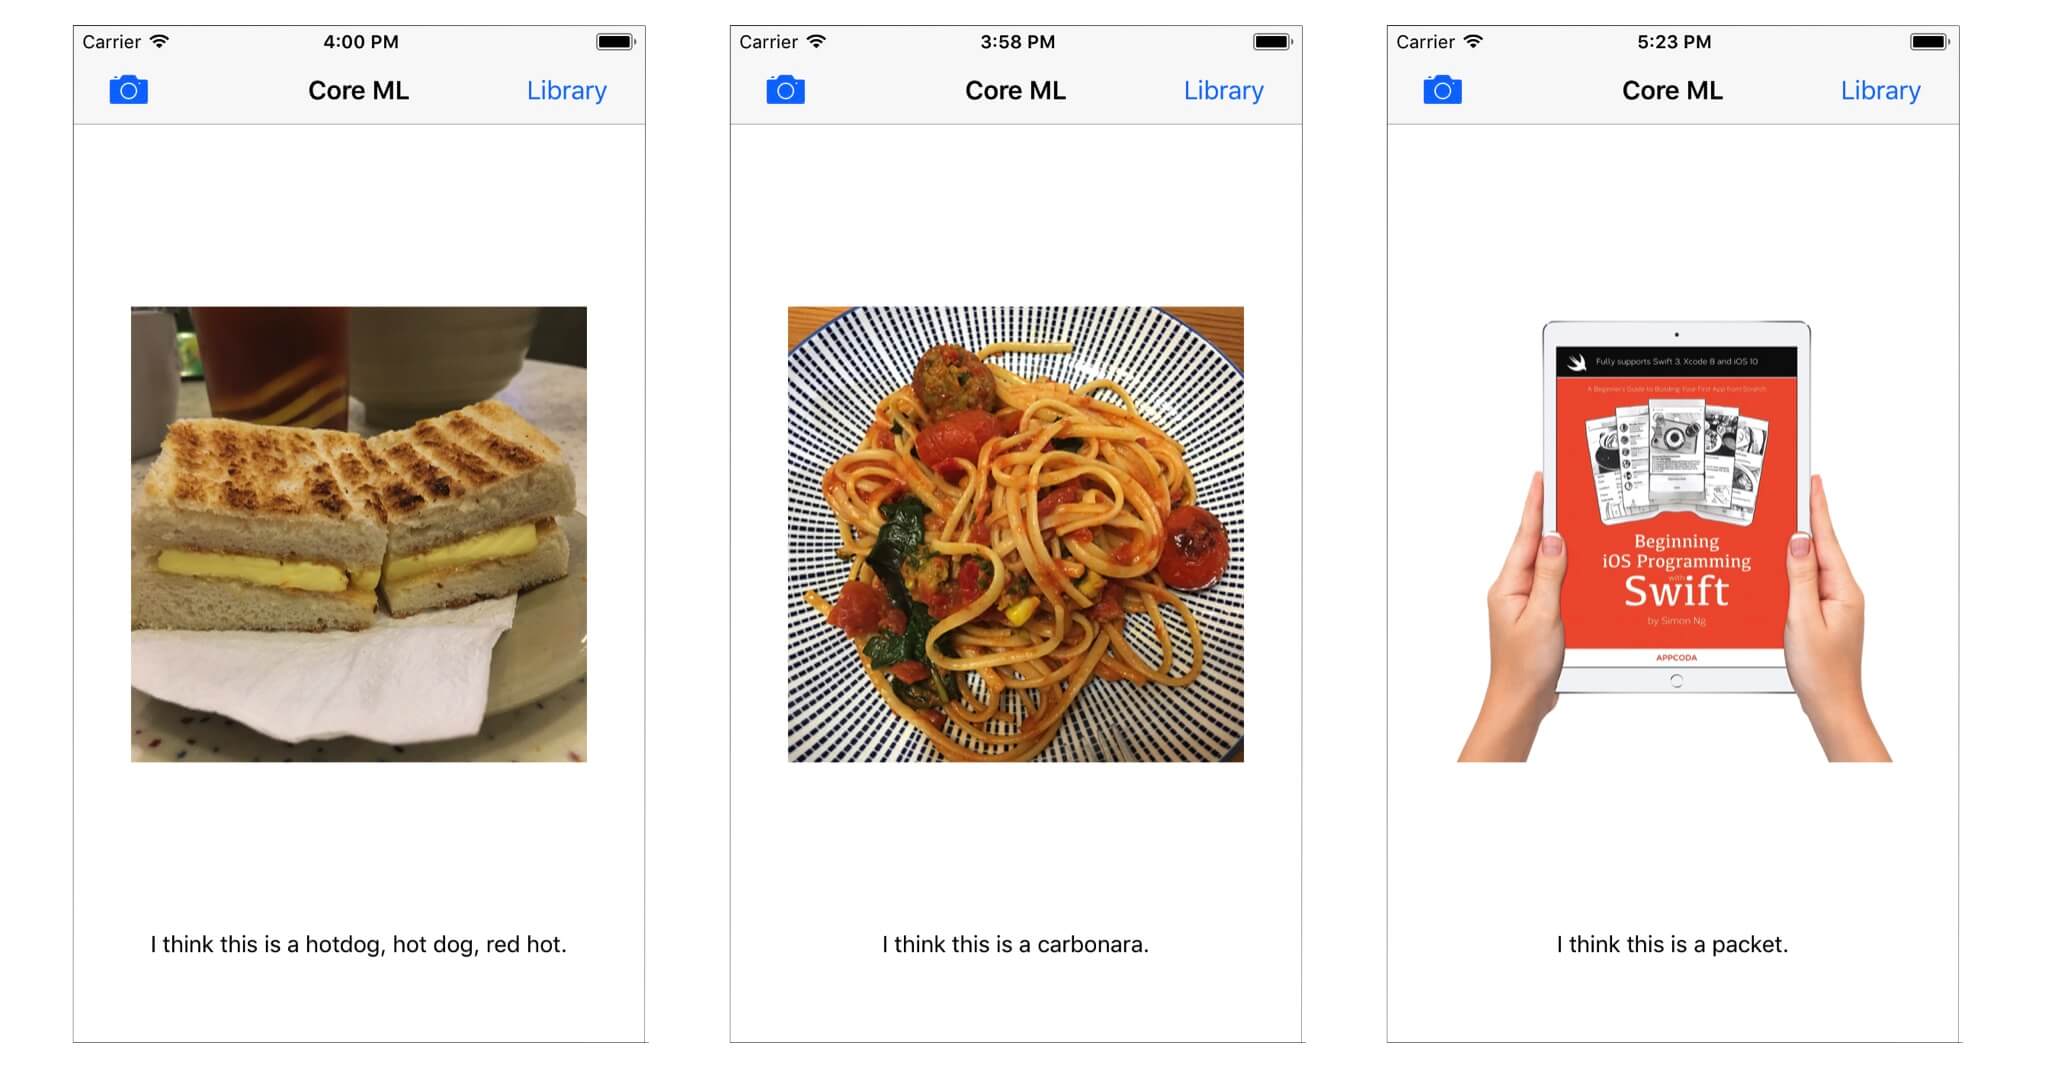 Carrier 4:00 PM
Core ML Library
I think this is a hotdog, hot dog, red hot.
Carrier 3:58 PM
Core ML Library
I think this is a carbonara.
Carrier 5:23 PM
Core ML Library
Fully supports Swift 3, Xcode 8 and iOS 10
A Beginner's Guide to Building Your First App from Scratch
Beginning
iOS Programming
with
Swift
by Simon Ng
APPCODA
I think this is a packet.